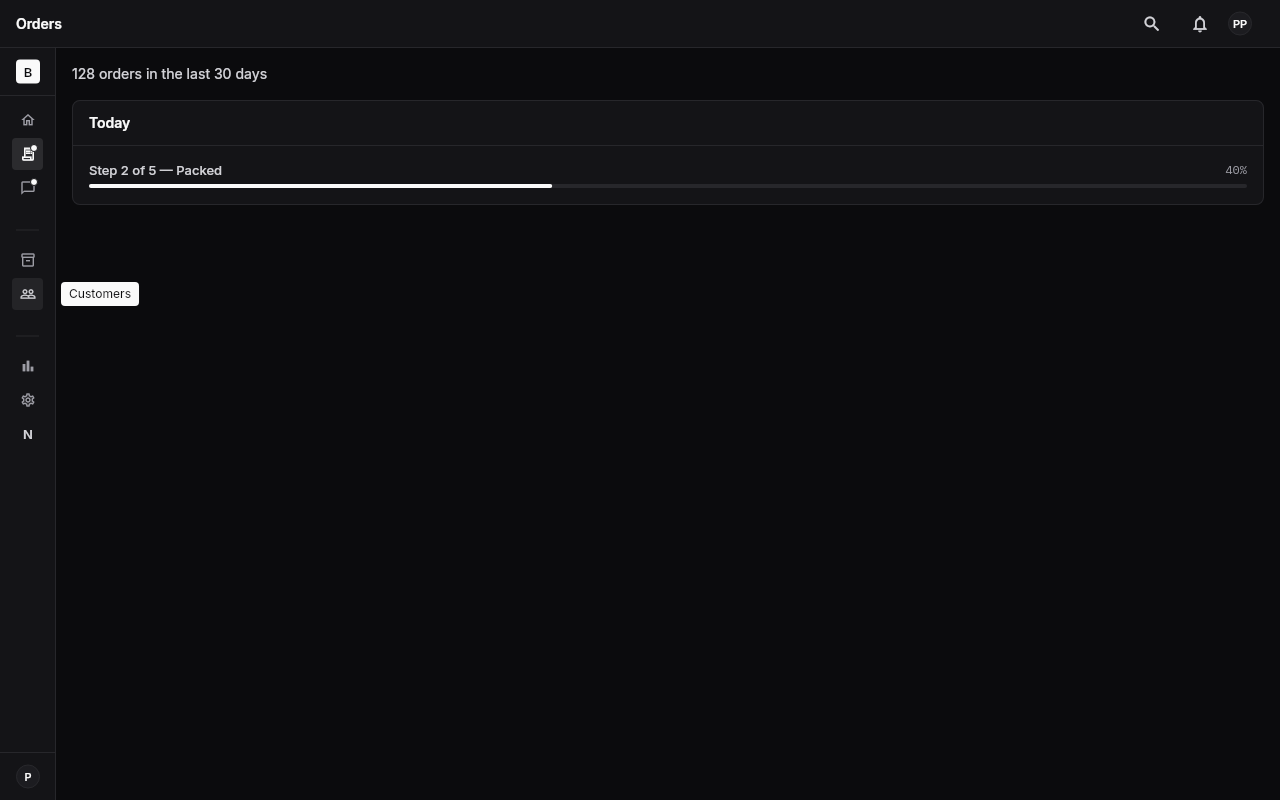 Orders
PP
B
128 orders in the last 30 days
Today
Step 2 of 5 — Packed
40%
Customers
N
P